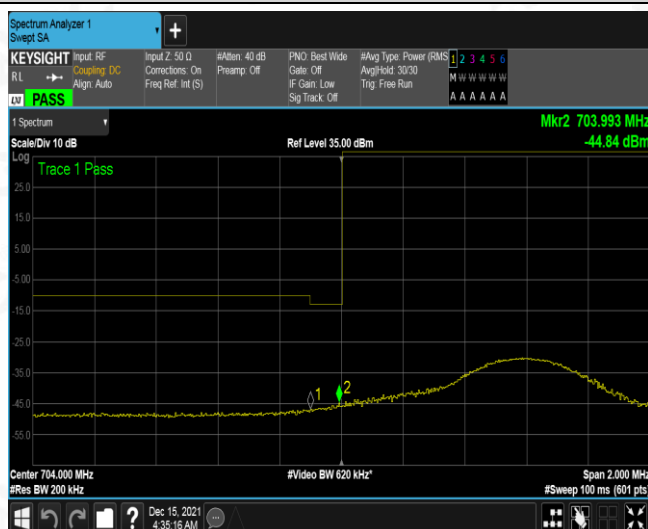 Spectrum Analyzer 1
Swept SA
+
KEYSIGHT
RL
LXI PASS
Input: RF
Coupling: DC
Align: Auto
Input Z: 50 Ω
Corrections: On
Freq Ref: Int (S)
#Atten: 40 dB
Preamp: Off
PNO: Best Wide
Gate: Off
IF Gain: Low
Sig Track: Off
#Avg Type: Power (RMS
Avg|Hold: 30/30
Trig: Free Run
1 2 3 4 5 6
M W W W W W
A A A A A A
1 Spectrum
Scale/Div 10 dB
Ref Level 35.00 dBm
Mkr2 703.993 MHz
-44.84 dBm
Log
Trace 1 Pass
25.0
15.0
5.00
-5.00
-15.0
-25.0
-35.0
-45.0
-55.0
1
2
Center 704.000 MHz
#Video BW 620 kHz*
Span 2.000 MHz
#Res BW 200 kHz
#Sweep 100 ms (601 pts)
?
Dec 15, 2021
4:35:16 AM